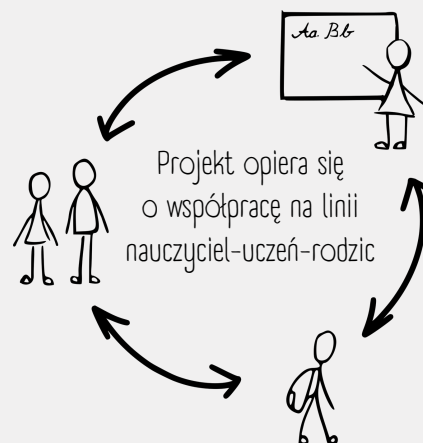 Aa Bb
Projekt opiera się
o współpracę na linii
nauczyciel-uczeń-rodzic